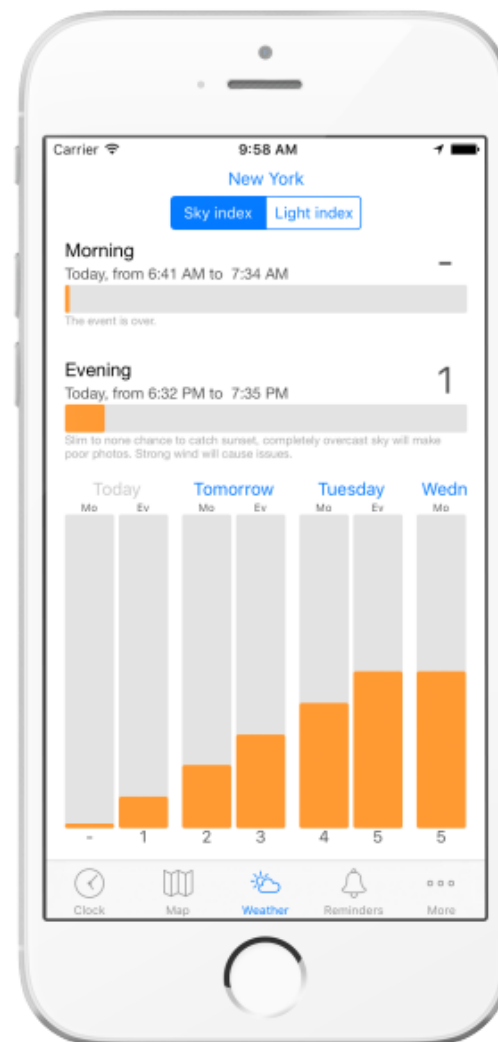 Carrier 9:58 AM
New York
Sky index Light index
Morning
-
Today, from 6:41 AM to 7:34 AM
The event is over.
Evening
1
Today, from 6:32 PM to 7:35 PM
Slim to none chance to catch sunset, completely overcast sky will make
poor photos. Strong wind will cause issues.
Today Tomorrow Tuesday Wedn
Mo Ev Mo Ev Mo Ev Mo
- 1 2 3 4 5 5
Clock Map Weather Reminders More